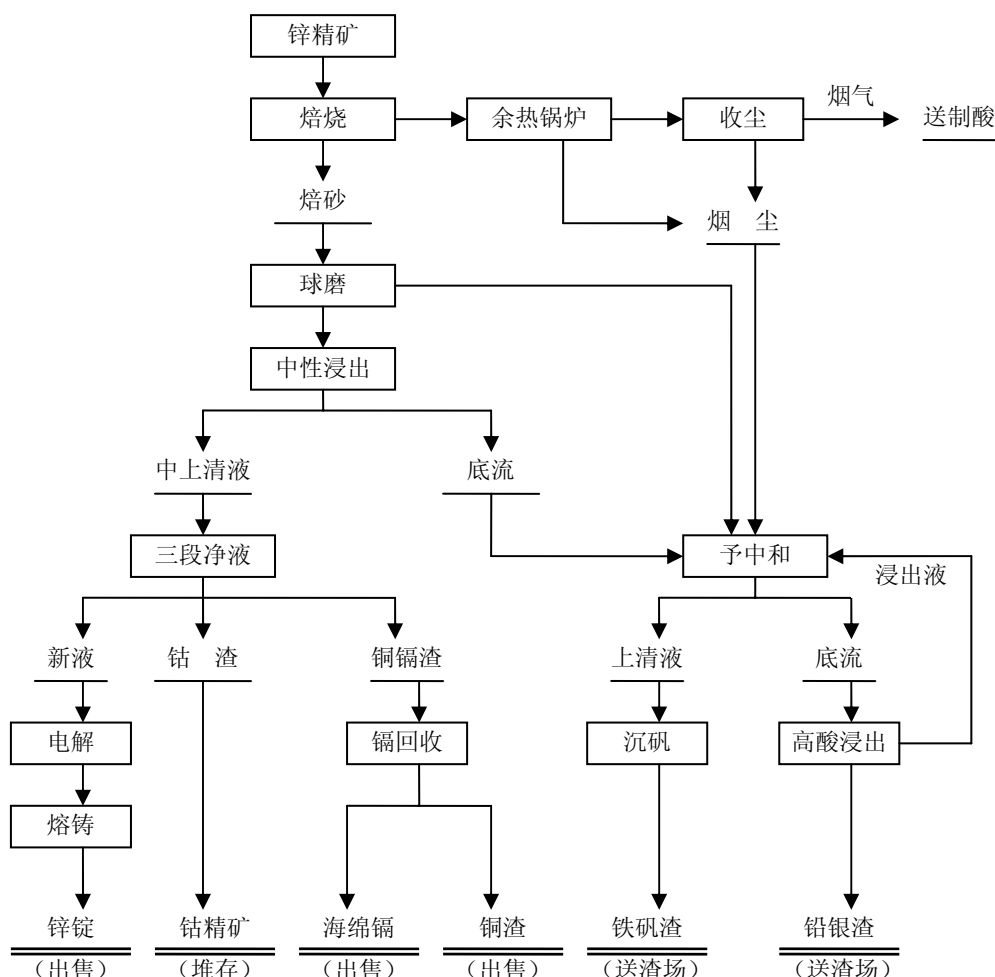 锌精矿
焙烧
余热锅炉
收尘
烟气
送制酸
焙砂
烟 尘
球磨
中性浸出
中上清液
底流
三段净液
予中和
浸出液
新液
钴 渣
铜镉渣
上清液
底流
电解
镉回收
沉矾
高酸浸出
熔铸
锌锭
钴精矿
海绵镉
铜渣
铁矾渣
铅银渣
（出售）
（堆存）
（出售）
（出售）
（送渣场）
（送渣场）